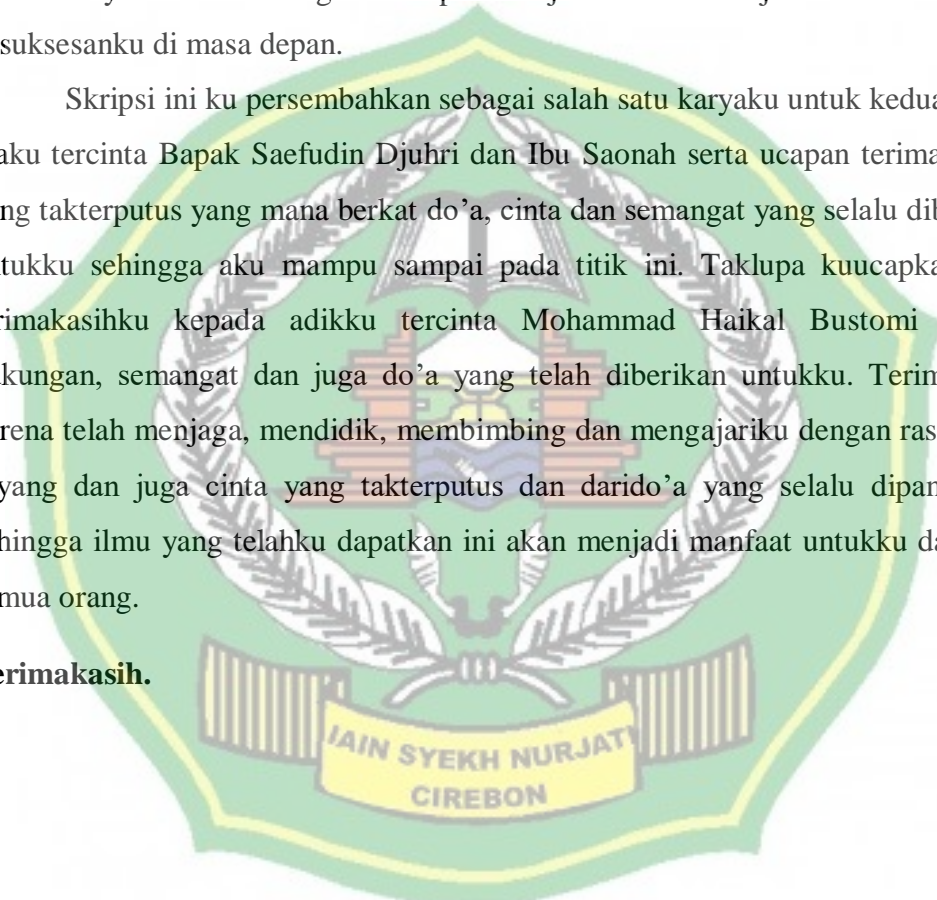 suksesanku di masa depan.
Skripsi ini ku persembahkan sebagai salah satu karyaku untuk kedua
aku tercinta Bapak Saefudin Djuhri dan Ibu Saonah serta ucapan terima
ng takterputus yang mana berkat do’a, cinta dan semangat yang selalu dib
tukku sehingga aku mampu sampai pada titik ini. Taklupa kuucapka
rimakasihku kepada adikku tercinta Mohammad Haikal Bustomi
kungan, semangat dan juga do’a yang telah diberikan untukku. Terim
rena telah menjaga, mendidik, membimbing dan mengajariku dengan ras
yang dan juga cinta yang takterputus dan darido’a yang selalu dipan
hingga ilmu yang telahku dapatkan ini akan menjadi manfaat untukku da
mua orang.
erimakasih.
IAIN SYEKH NURJATI
CIREBON